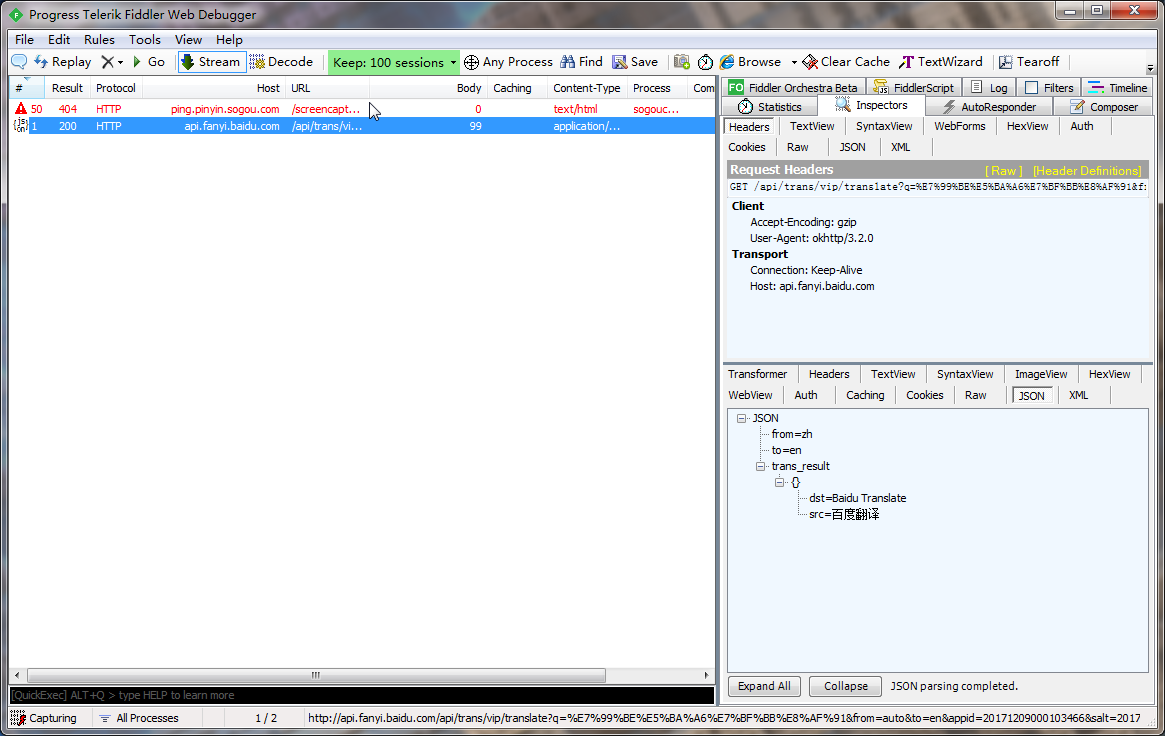 Progress Telerik Fiddler Web Debugger
File Edit Rules Tools View Help
Replay Go Stream Decode Keep: 100 sessions Any Process Find Save Browse Clear Cache TextWizard Tearoff
# Result Protocol Host URL Body Caching Content-Type Process Com
50 404 HTTP ping.pinyin.sogou.com /screencapt... 0 text/html sogouc...
1 200 HTTP api.fanyi.baidu.com /api/trans/vi... 99 application/...
FO Fiddler Orchestra Beta FiddlerScript Log Filters Timeline
Statistics Inspectors AutoResponder Composer
Headers TextView SyntaxView WebForms HexView Auth
Cookies Raw JSON XML
Request Headers [ Raw ] [Header Definitions]
GET /api/trans/vip/translate?q=%E7%99%BE%E5%BA%A6%E7%BF%BB%E8%AF%91&f
Client
Accept-Encoding: gzip
User-Agent: okhttp/3.2.0
Transport
Connection: Keep-Alive
Host: api.fanyi.baidu.com
Transformer Headers TextView SyntaxView ImageView HexView
WebView Auth Caching Cookies Raw JSON XML
JSON
from=zh
to=en
trans_result
{}
dst=Baidu Translate
src=百度翻译
Expand All Collapse JSON parsing completed.
[QuickExec] ALT+Q > type HELP to learn more
Capturing All Processes 1 / 2 http://api.fanyi.baidu.com/api/trans/vip/translate?q=%E7%99%BE%E5%BA%A6%E7%BF%BB%E8%AF%91&from=auto&to=en&appid=20171209000103466&salt=2017